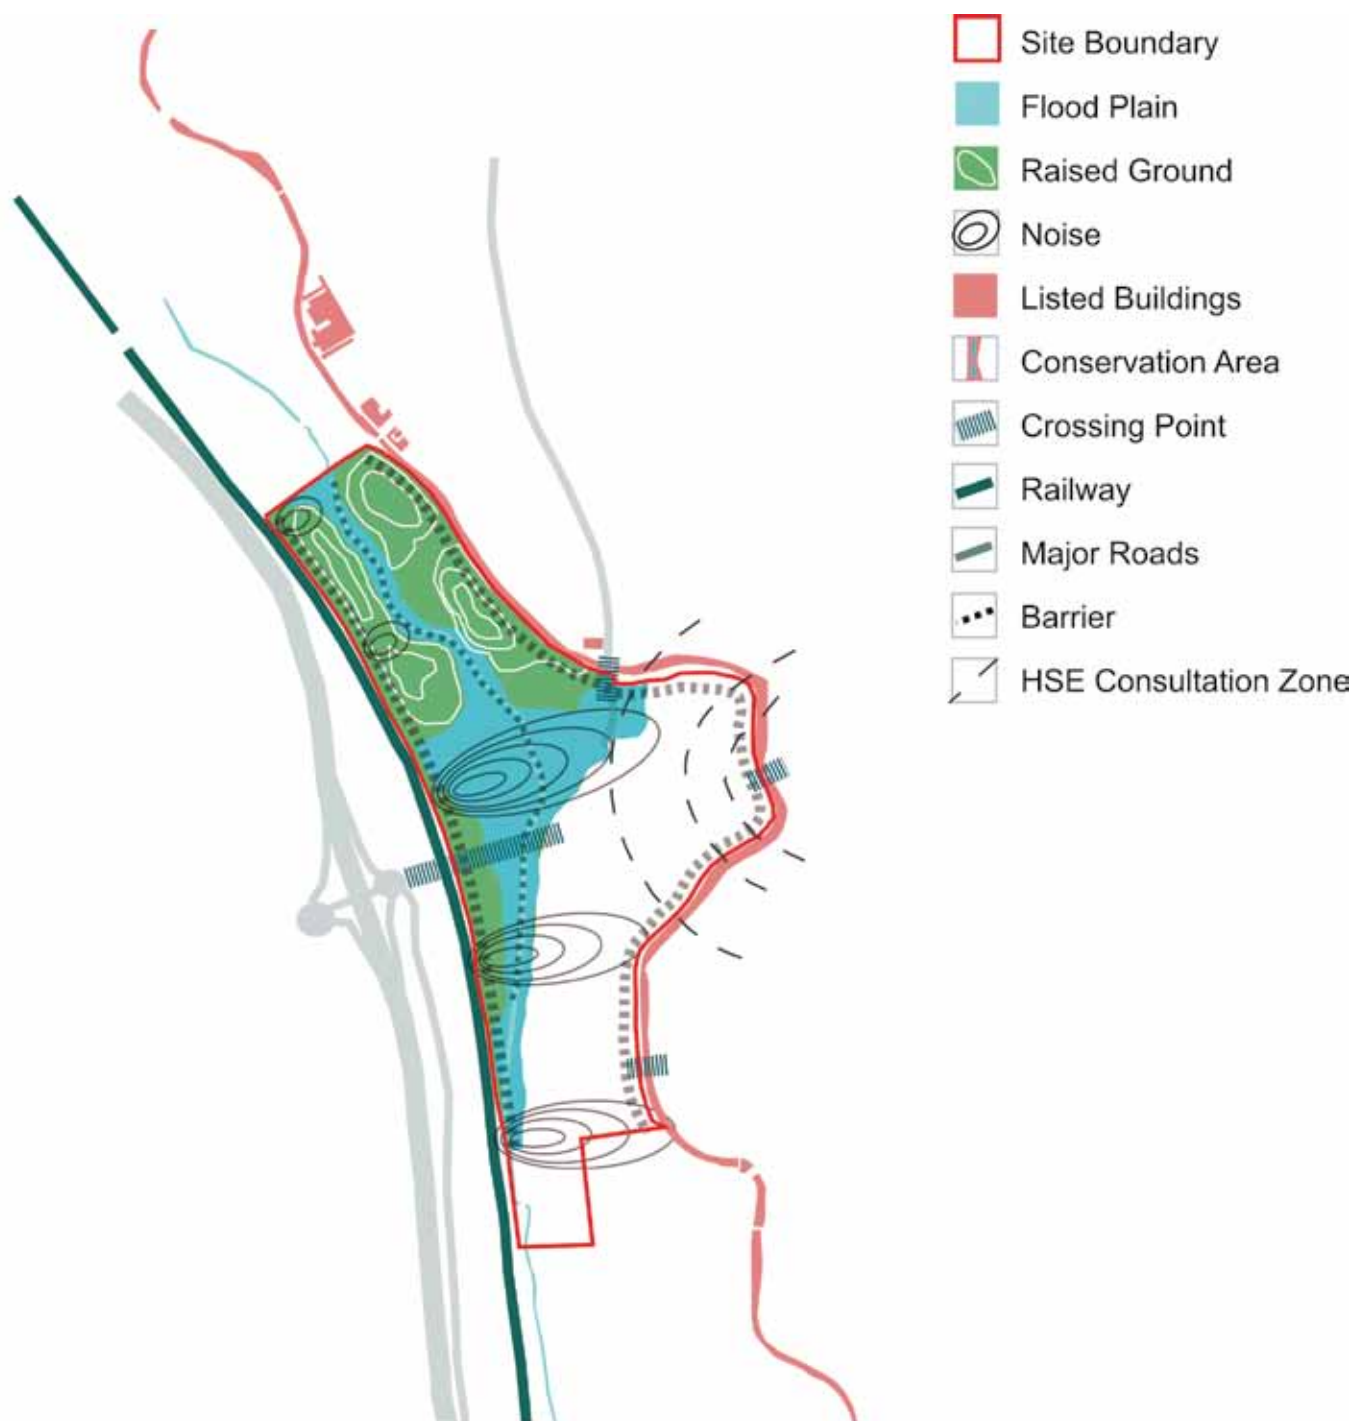 Site Boundary
Flood Plain
Raised Ground
Noise
Listed Buildings
Conservation Area
Crossing Point
Railway
Major Roads
Barrier
HSE Consultation Zone